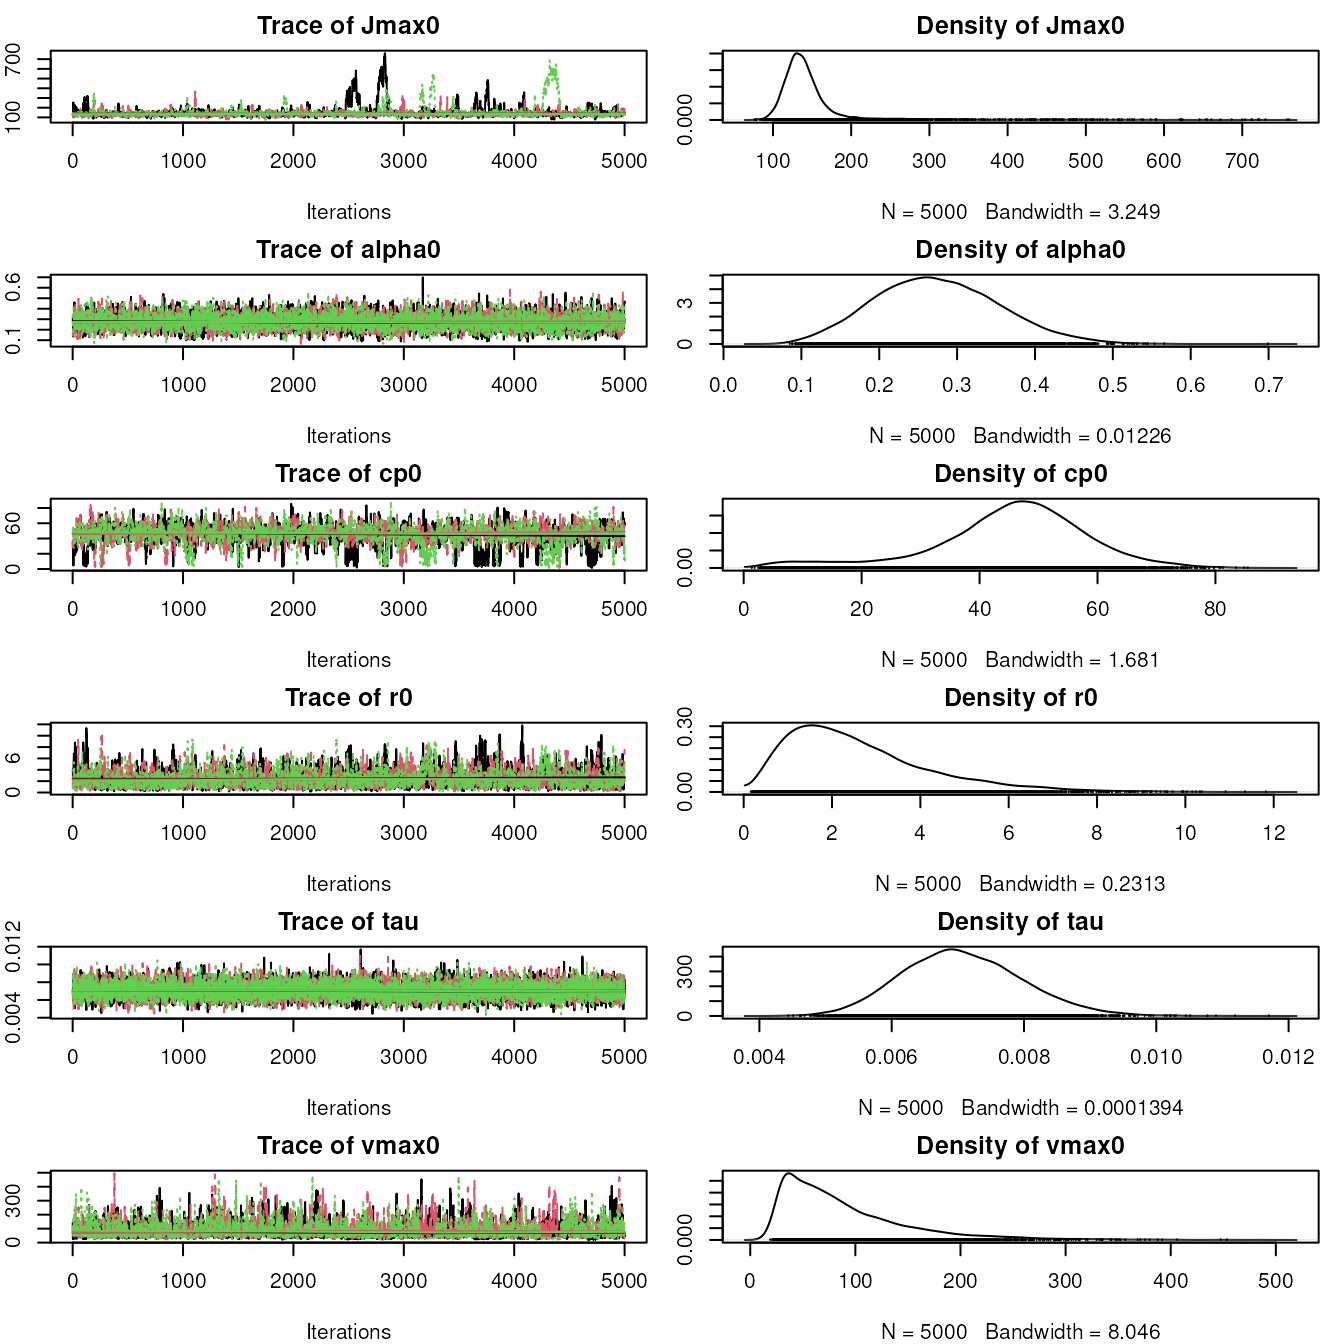 Trace of Jmax0
100 700
0 1000 2000 3000 4000 5000
Iterations
Density of Jmax0
0.000
100 200 300 400 500 600 700
N = 5000 Bandwidth = 3.249
Trace of alpha0
0.1 0.6
0 1000 2000 3000 4000 5000
Iterations
Density of alpha0
0 3
0.0 0.1 0.2 0.3 0.4 0.5 0.6 0.7
N = 5000 Bandwidth = 0.01226
Trace of cp0
0 60
0 1000 2000 3000 4000 5000
Iterations
Density of cp0
0.00
0 20 40 60 80
N = 5000 Bandwidth = 1.681
Trace of r0
0 6
0 1000 2000 3000 4000 5000
Iterations
Density of r0
0.00 0.30
0 2 4 6 8 10 12
N = 5000 Bandwidth = 0.2313
Trace of tau
0.004 0.012
0 1000 2000 3000 4000 5000
Iterations
Density of tau
0 300
0.004 0.006 0.008 0.010 0.012
N = 5000 Bandwidth = 0.0001394
Trace of vmax0
0 300
0 1000 2000 3000 4000 5000
Iterations
Density of vmax0
0.000
0 100 200 300 400 500
N = 5000 Bandwidth = 8.046